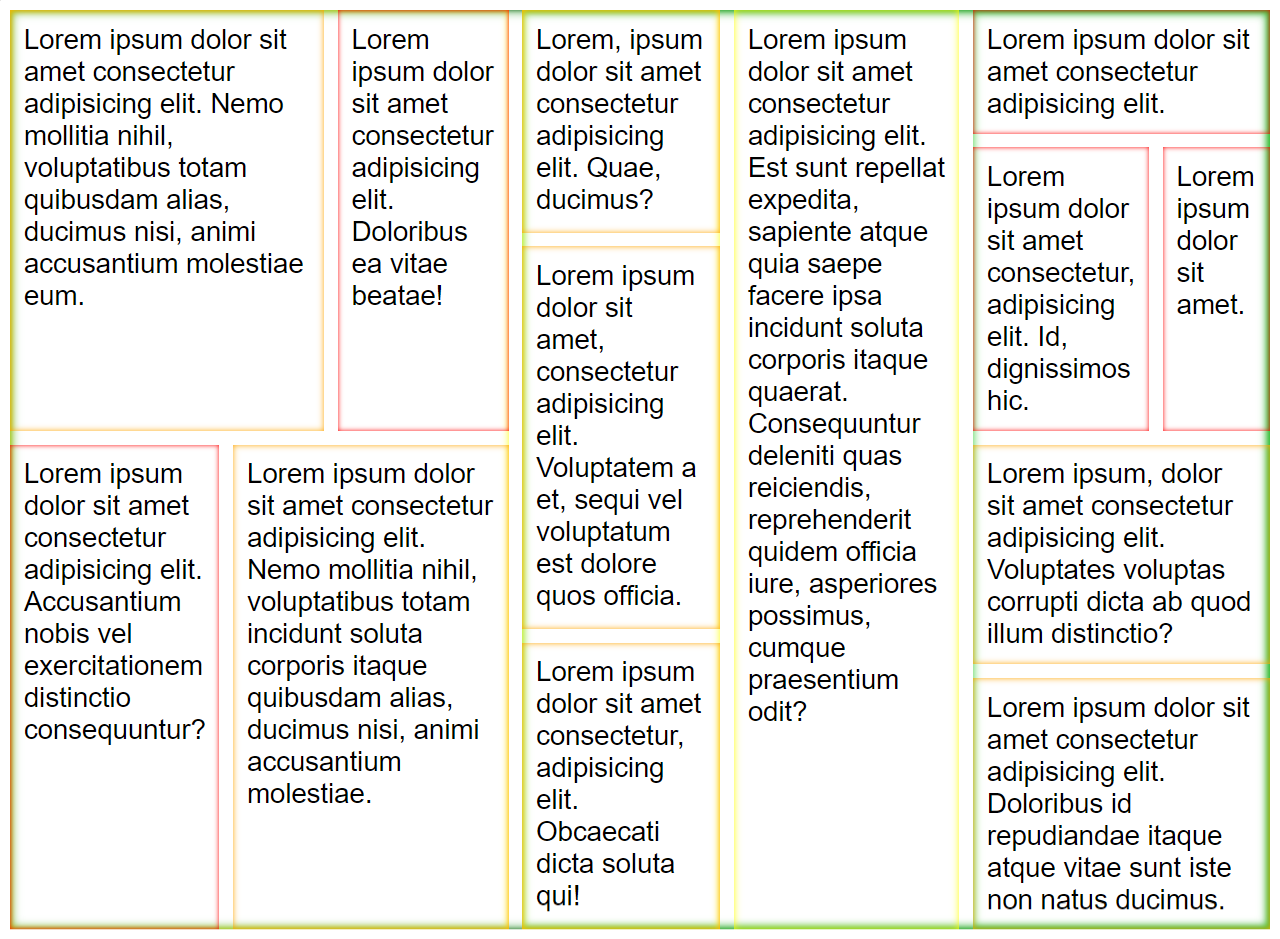 Lorem ipsum dolor sit
amet consectetur
adipisicing elit. Nemo
mollitia nihil,
voluptatibus totam
quibusdam alias,
ducimus nisi, animi
accusantium molestiae
eum.
Lorem
ipsum dolor
sit amet
consectetur
adipisicing
elit.
Doloribus
ea vitae
beatae!
Lorem ipsum
dolor sit amet
consectetur
adipisicing elit.
Accusantium
nobis vel
exercitationem
distinctio
consequuntur?
Lorem ipsum dolor
sit amet consectetur
adipisicing elit.
Nemo mollitia nihil,
voluptatibus totam
incidunt soluta
corporis itaque
quibusdam alias,
ducimus nisi, animi
accusantium
molestiae.
Lorem, ipsum
dolor sit amet
consectetur
adipisicing
elit. Quae,
ducimus?
Lorem ipsum
dolor sit
amet,
consectetur
adipisicing
elit.
Voluptatem a
et, sequi vel
voluptatum
est dolore
quos officia.
Lorem ipsum
dolor sit amet
consectetur,
adipisicing
elit.
Obcaecati
dicta soluta
qui!
Lorem ipsum
dolor sit amet
consectetur
adipisicing elit.
Est sunt repellat
expedita,
sapiente atque
quia saepe
facere ipsa
incidunt soluta
corporis itaque
quaerat.
Consequuntur
deleniti quas
reiciendis,
reprehenderit
quidem officia
iure, asperiores
possimus,
cumque
praesentium
odit?
Lorem ipsum dolor sit
amet consectetur
adipisicing elit.
Lorem
ipsum dolor
sit amet
consectetur,
adipisicing
elit. Id,
dignissimos
hic.
Lorem
ipsum
dolor
sit
amet.
Lorem ipsum, dolor
sit amet consectetur
adipisicing elit.
Voluptates voluptas
corrupti dicta ab quod
illum distinctio?
Lorem ipsum dolor sit
amet consectetur
adipisicing elit.
Doloribus id
repudiandae itaque
atque vitae sunt iste
non natus ducimus.